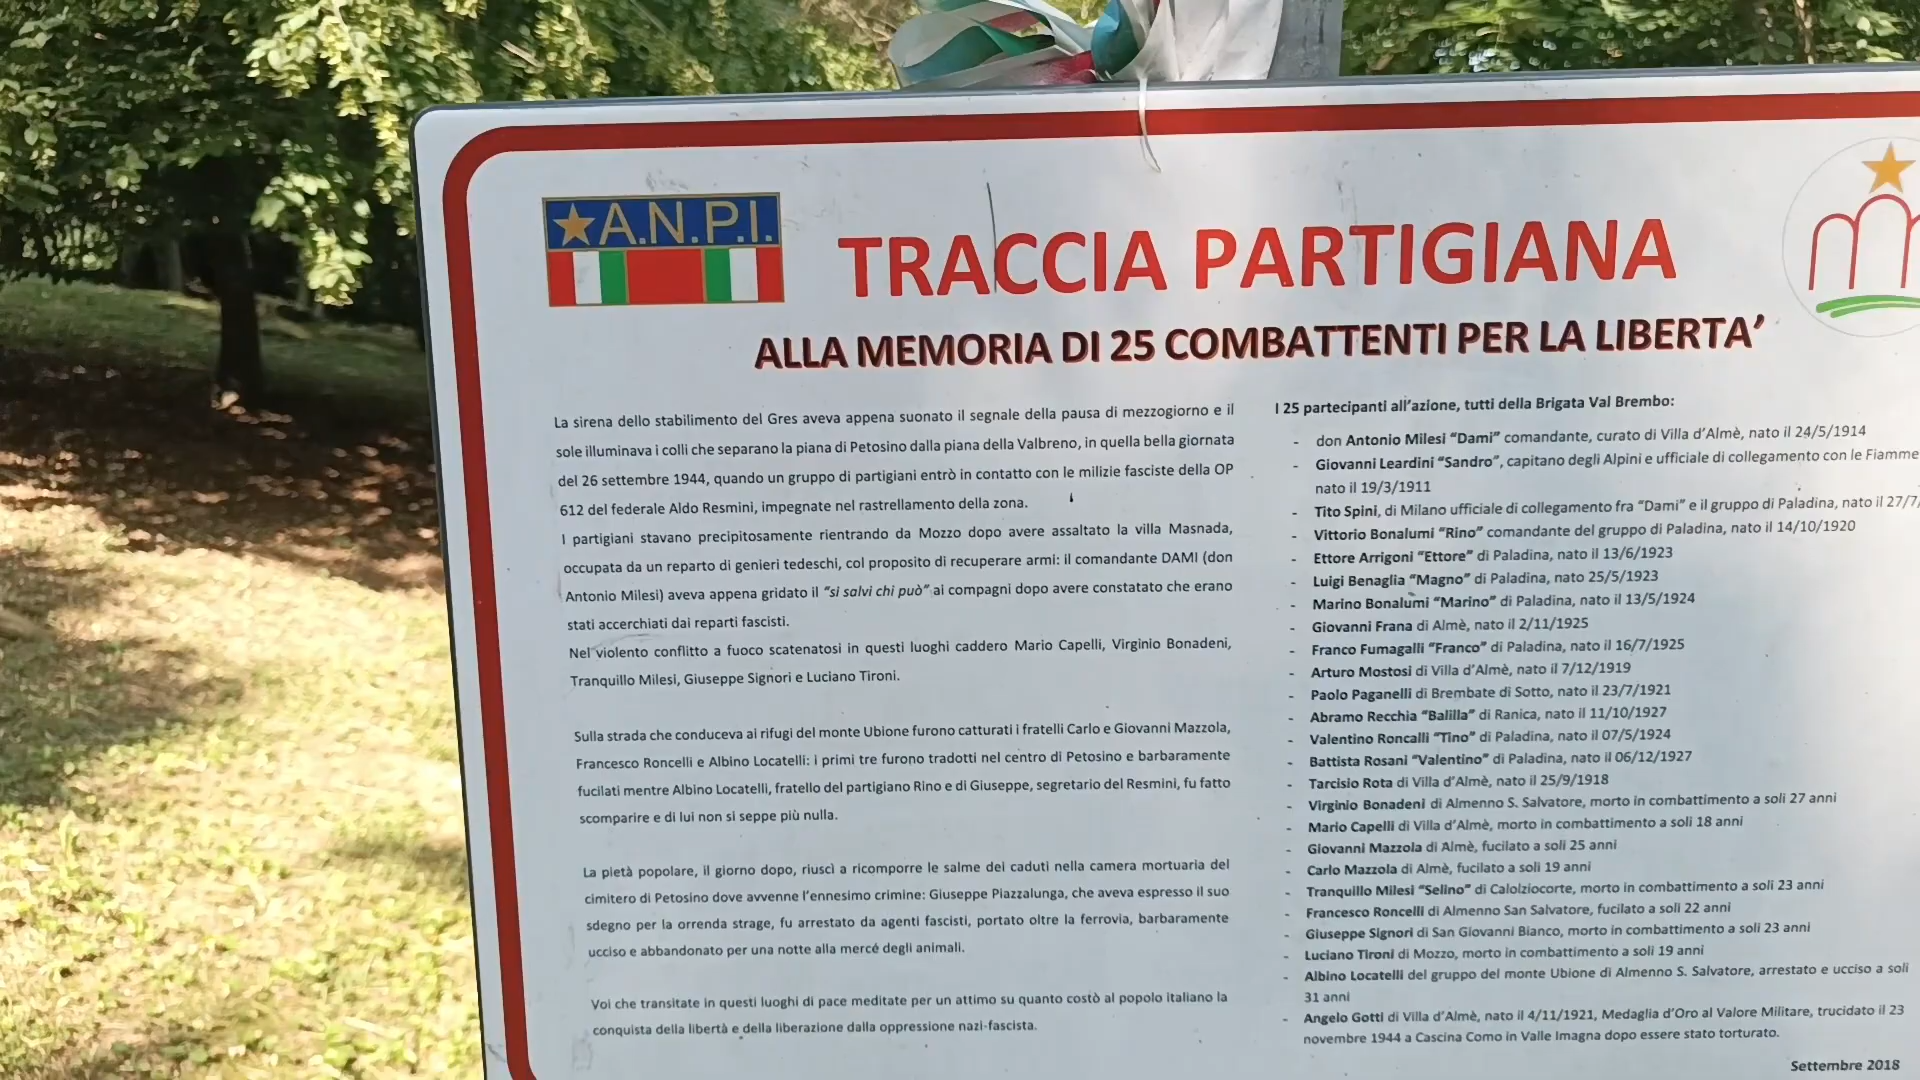 A.N.P.I.
TRACCIA PARTIGIANA
ALLA MEMORIA DI 25 COMBATTENTI PER LA LIBERTA’
La sirena dello stabilimento del Gres aveva appena suonato il segnale della pausa di mezzogiorno e il
sole illuminava i colli che separano la piana di Petosino dalla piana della Valbreno, in quella bella giornata
del 26 settembre 1944, quando un gruppo di partigiani entrò in contatto con le milizie fasciste della OP
612 del federale Aldo Resmini, impegnate nel rastrellamento della zona.
I partigiani stavano precipitosamente rientrando da Mozzo dopo avere assaltato la villa Masnada,
occupata da un reparto di genieri tedeschi, col proposito di recuperare armi: il comandante DAMI (don
Antonio Milesi) aveva appena gridato il “si salvi chi può” ai compagni dopo avere constatato che erano
stati accerchiati dai reparti fascisti.
Nel violento conflitto a fuoco scatenatosi in questi luoghi caddero Mario Capelli, Virginio Bonadeni,
Tranquillo Milesi, Giuseppe Signori e Luciano Tironi.
Sulla strada che conduceva ai rifugi del monte Ubione furono catturati i fratelli Carlo e Giovanni Mazzola,
Francesco Roncelli e Albino Locatelli: i primi tre furono tradotti nel centro di Petosino e barbaramente
fucilati mentre Albino Locatelli, fratello del partigiano Rino e di Giuseppe, segretario del Resmini, fu fatto
scomparire e di lui non si seppe più nulla.
La pietà popolare, il giorno dopo, riuscì a ricomporre le salme dei caduti nella camera mortuaria del
cimitero di Petosino dove avvenne l’ennesimo crimine: Giuseppe Piazzalunga, che aveva espresso il suo
sdegno per la orrenda strage, fu arrestato da agenti fascisti, portato oltre la ferrovia, barbaramente
ucciso e abbandonato per una notte alla mercé degli animali.
Voi che transitate in questi luoghi di pace meditate per un attimo su quanto costò al popolo italiano la
conquista della libertà e della liberazione dalla oppressione nazi-fascista.
I 25 partecipanti all’azione, tutti della Brigata Val Brembo:
- don Antonio Milesi “Dami” comandante, curato di Villa d’Almè, nato il 24/5/1914
- Giovanni Leardini “Sandro”, capitano degli Alpini e ufficiale di collegamento con le Fiamme
nato il 19/3/1911
- Tito Spini, di Milano ufficiale di collegamento fra “Dami” e il gruppo di Paladina, nato il 27/7/
- Vittorio Bonalumi “Rino” comandante del gruppo di Paladina, nato il 14/10/1920
- Ettore Arrigoni “Ettore” di Paladina, nato il 13/6/1923
- Luigi Benaglia “Magno” di Paladina, nato 25/5/1923
- Marino Bonalumi “Marino” di Paladina, nato il 13/5/1924
- Giovanni Frana di Almè, nato il 2/11/1925
- Franco Fumagalli “Franco” di Paladina, nato il 16/7/1925
- Arturo Mostosi di Villa d’Almè, nato il 7/12/1919
- Paolo Paganelli di Brembate di Sotto, nato il 23/7/1921
- Abramo Recchia “Balilla” di Ranica, nato il 11/10/1927
- Valentino Roncalli “Tino” di Paladina, nato il 07/5/1924
- Battista Rosani “Valentino” di Paladina, nato il 06/12/1927
- Tarcisio Rota di Villa d’Almè, nato il 25/9/1918
- Virginio Bonadeni di Almenno S. Salvatore, morto in combattimento a soli 27 anni
- Mario Capelli di Villa d’Almè, morto in combattimento a soli 18 anni
- Giovanni Mazzola di Almè, fucilato a soli 25 anni
- Carlo Mazzola di Almè, fucilato a soli 19 anni
- Tranquillo Milesi “Selino” di Calolziocorte, morto in combattimento a soli 23 anni
- Francesco Roncelli di Almenno San Salvatore, fucilato a soli 22 anni
- Giuseppe Signori di San Giovanni Bianco, morto in combattimento a soli 23 anni
- Luciano Tironi di Mozzo, morto in combattimento a soli 19 anni
- Albino Locatelli del gruppo del monte Ubione di Almenno S. Salvatore, arrestato e ucciso a soli
31 anni
- Angelo Gotti di Villa d’Almè, nato il 4/11/1921, Medaglia d’Oro al Valore Militare, trucidato il 23
novembre 1944 a Cascina Como in Valle Imagna dopo essere stato torturato.
Settembre 2018